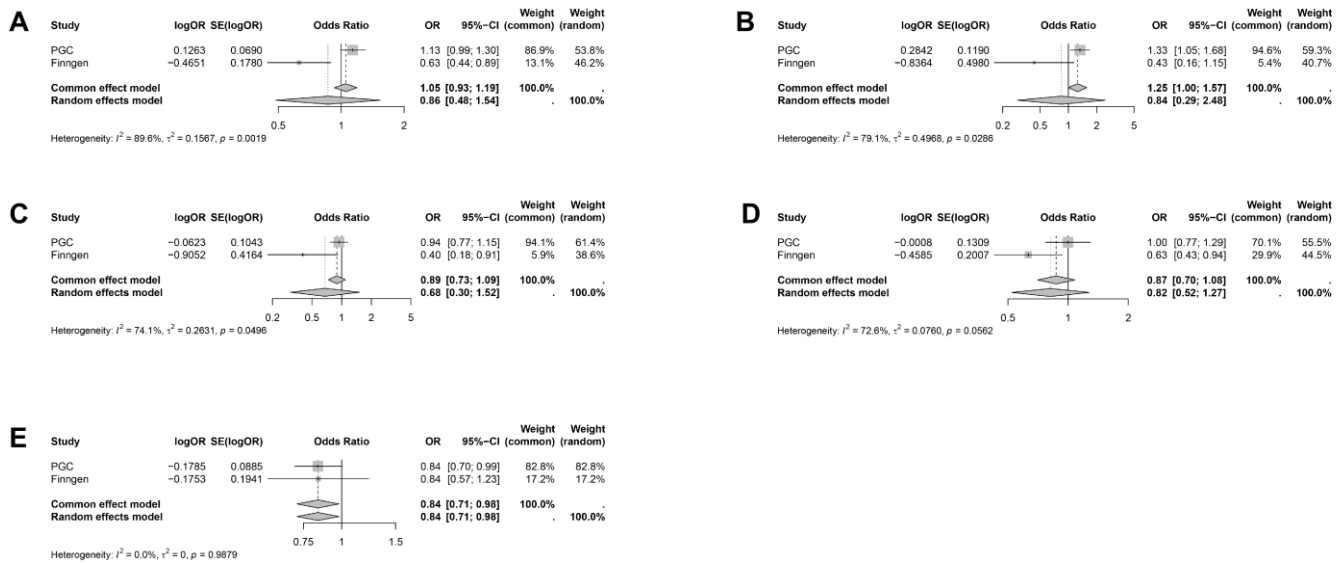 A
Weight Weight
Study logOR SE(logOR) Odds Ratio OR 95%−CI (common) (random)
PGC 0.1263 0.0690 1.13 [0.99; 1.30] 86.9% 53.8%
Finngen −0.4651 0.1780 0.63 [0.44; 0.89] 13.1% 46.2%
Common effect model 1.05 [0.93; 1.19] 100.0% .
Random effects model 0.86 [0.48; 1.54] . 100.0%
0.5 1 2
Heterogeneity: I² = 89.6%, τ² = 0.1567, p = 0.0019
B
Weight Weight
Study logOR SE(logOR) Odds Ratio OR 95%−CI (common) (random)
PGC 0.2842 0.1190 1.33 [1.05; 1.68] 94.6% 59.3%
Finngen −0.8364 0.4980 0.43 [0.16; 1.15] 5.4% 40.7%
Common effect model 1.25 [1.00; 1.57] 100.0% .
Random effects model 0.84 [0.29; 2.48] . 100.0%
0.2 0.5 1 2 5
Heterogeneity: I² = 79.1%, τ² = 0.4968, p = 0.0286
C
Weight Weight
Study logOR SE(logOR) Odds Ratio OR 95%−CI (common) (random)
PGC −0.0623 0.1043 0.94 [0.77; 1.15] 94.1% 61.4%
Finngen −0.9052 0.4164 0.40 [0.18; 0.91] 5.9% 38.6%
Common effect model 0.89 [0.73; 1.09] 100.0% .
Random effects model 0.68 [0.30; 1.52] . 100.0%
0.2 0.5 1 2 5
Heterogeneity: I² = 74.1%, τ² = 0.2631, p = 0.0496
D
Weight Weight
Study logOR SE(logOR) Odds Ratio OR 95%−CI (common) (random)
PGC −0.0008 0.1309 1.00 [0.77; 1.29] 70.1% 55.5%
Finngen −0.4585 0.2007 0.63 [0.43; 0.94] 29.9% 44.5%
Common effect model 0.87 [0.70; 1.08] 100.0% .
Random effects model 0.82 [0.52; 1.27] . 100.0%
0.5 1 2
Heterogeneity: I² = 72.6%, τ² = 0.0760, p = 0.0562
E
Weight Weight
Study logOR SE(logOR) Odds Ratio OR 95%−CI (common) (random)
PGC −0.1785 0.0885 0.84 [0.70; 0.99] 82.8% 82.8%
Finngen −0.1753 0.1941 0.84 [0.57; 1.23] 17.2% 17.2%
Common effect model 0.84 [0.71; 0.98] 100.0% .
Random effects model 0.84 [0.71; 0.98] . 100.0%
0.75 1 1.5
Heterogeneity: I² = 0.0%, τ² = 0, p = 0.9879